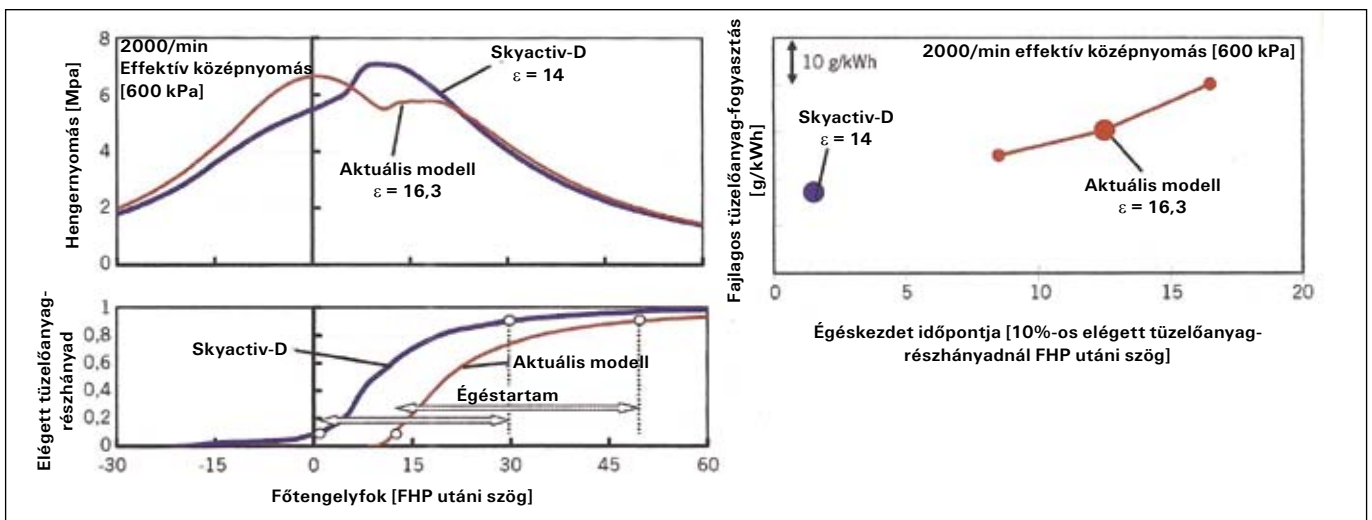 8
6
4
2
0
Hengernyomás [Mpa]
2000/min
Effektív középnyomás
[600 kPa]
Skyactiv-D
ε = 14
Aktuális modell
ε = 16,3
1
0,8
0,6
0,4
0,2
0
Elégett tüzelőanyag-
részhányad
Skyactiv-D
Aktuális modell
Égéstartam
-30
-15
0
15
30
45
60
Főtengelyfok [FHP utáni szög]
Fajlagos tüzelőanyag-fogyasztás
[g/kWh]
10 g/kWh
2000/min effektív középnyomás [600 kPa]
Skyactiv-D
ε = 14
Aktuális modell
ε = 16,3
0
5
10
15
20
Égéskezdet időpontja [10%-os elégett tüzelőanyag-
részhányadnál FHP utáni szög]